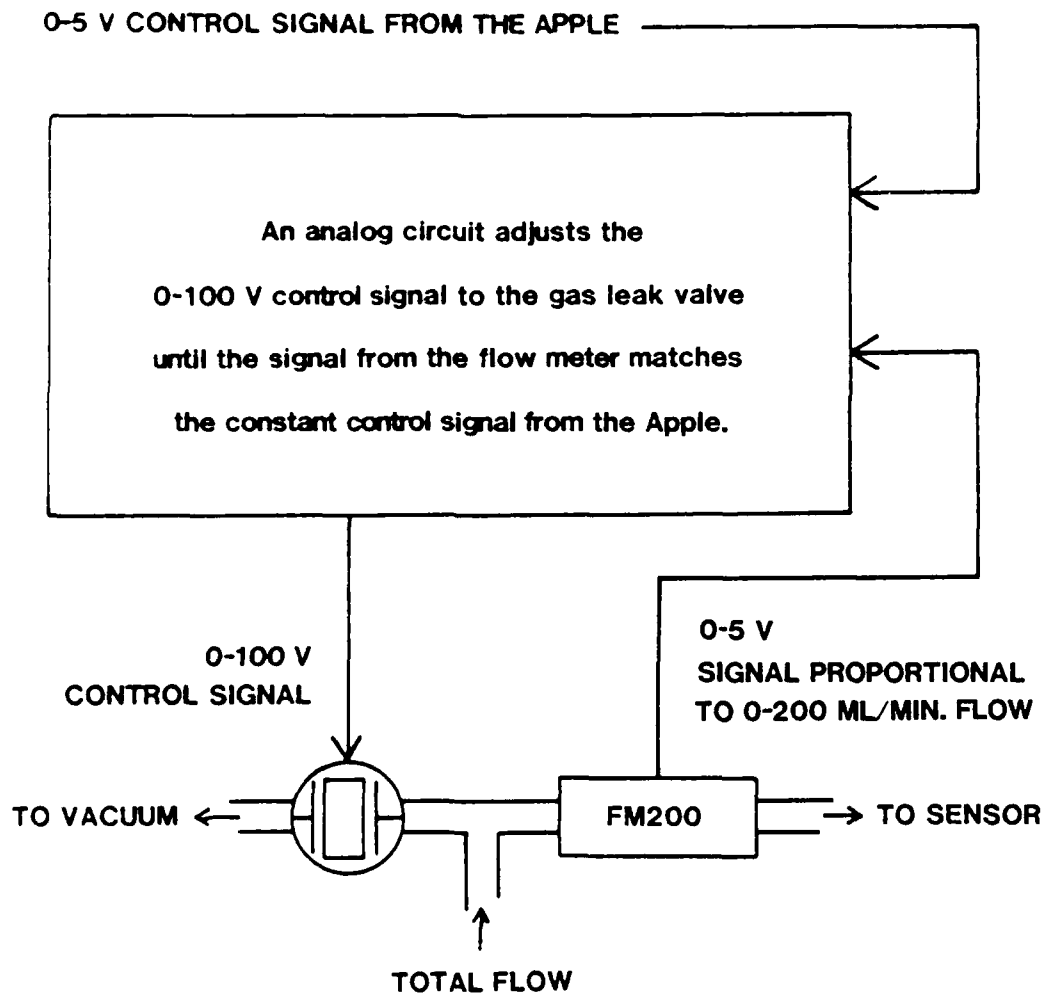 0-5 V CONTROL SIGNAL FROM THE APPLE
An analog circuit adjusts the
0-100 V control signal to the gas leak valve
until the signal from the flow meter matches
the constant control signal from the Apple.
0-100 V
CONTROL SIGNAL
0-5 V
SIGNAL PROPORTIONAL
TO 0-200 ML/MIN. FLOW
TO VACUUM
FM200
TO SENSOR
TOTAL FLOW